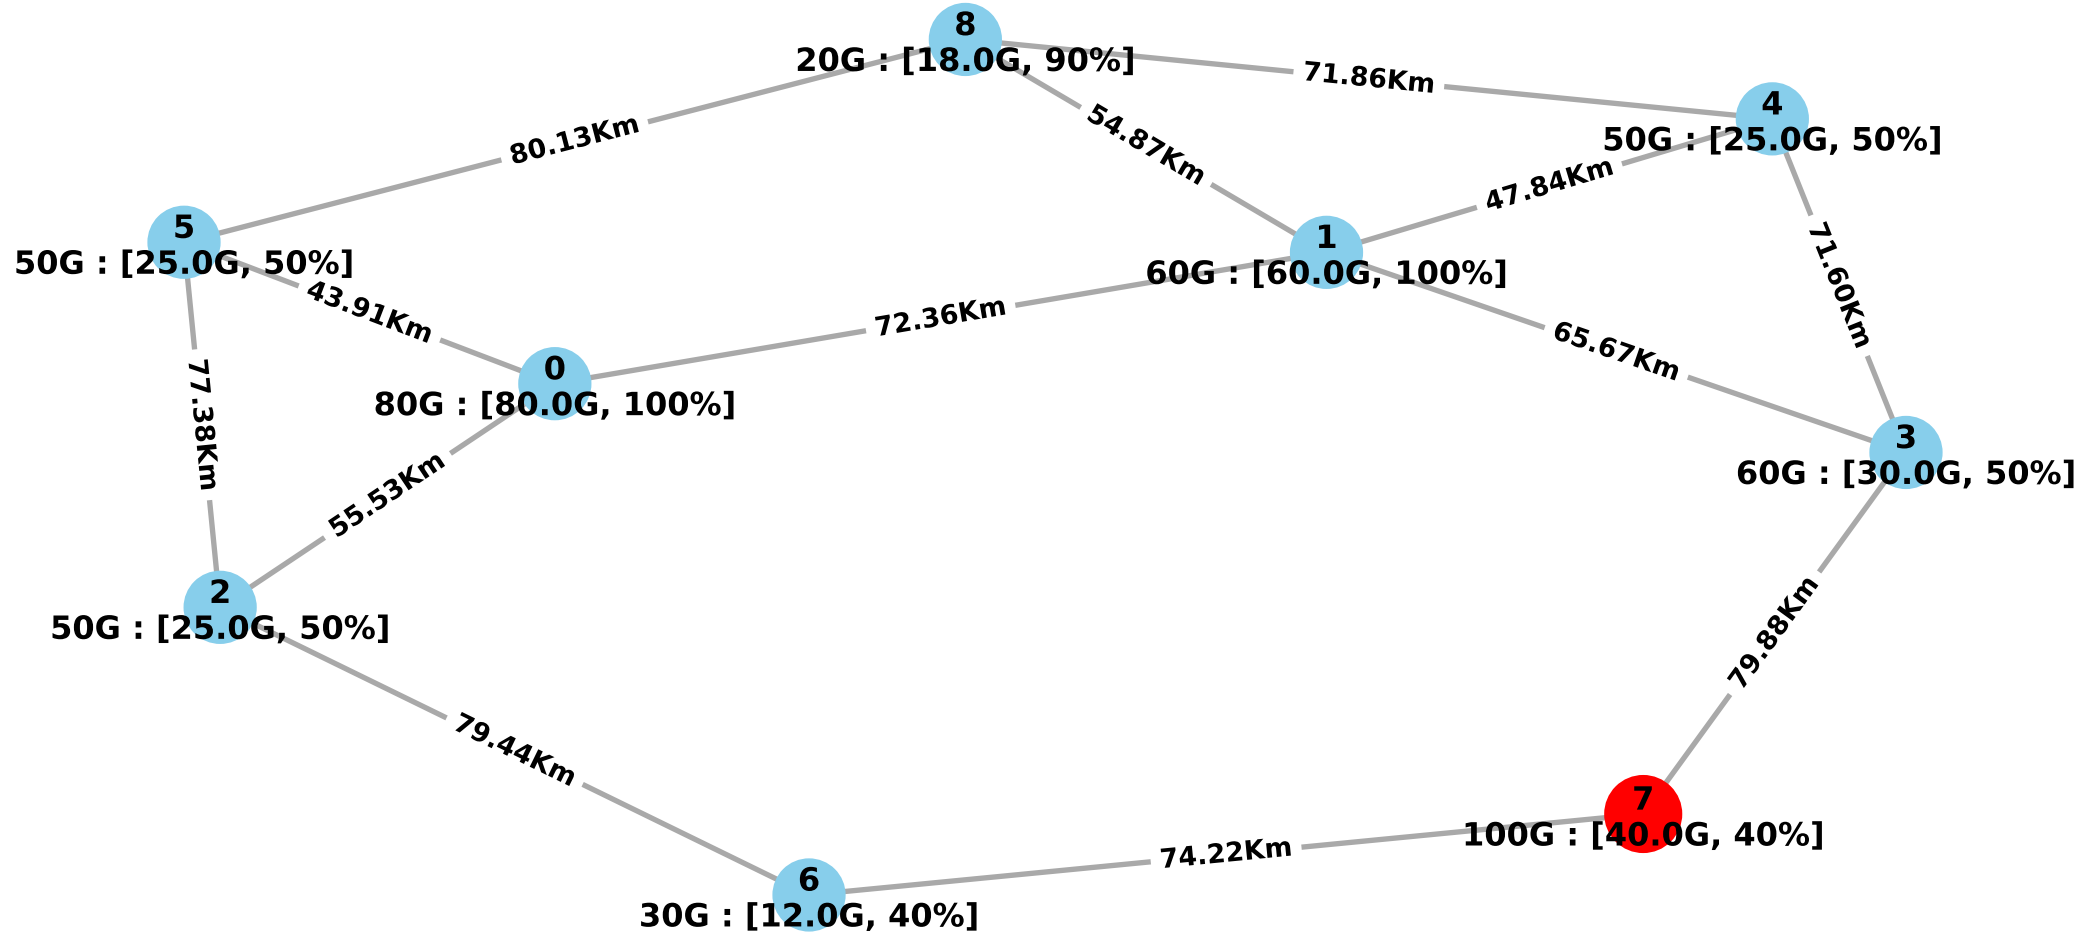 8
20G : [18.0G, 90%]
71.86Km
4
50G : [25.0G, 50%]
80.13Km
54.87Km
47.84Km
5
50G : [25.0G, 50%]
1
60G : [60.0G, 100%]
71.60Km
43.91Km
72.36Km
65.67Km
0
80G : [80.0G, 100%]
77.38Km
3
60G : [30.0G, 50%]
55.53Km
2
50G : [25.0G, 50%]
79.88Km
79.44Km
7
100G : [40.0G, 40%]
74.22Km
6
30G : [12.0G, 40%]